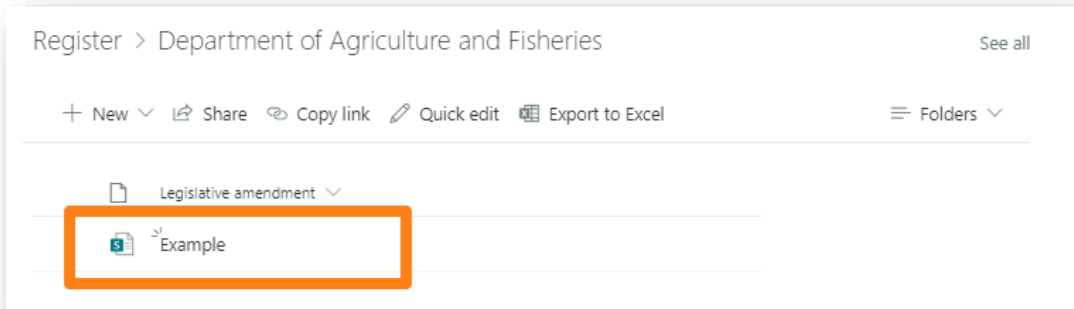 Register > Department of Agriculture and Fisheries See all
New Share Copy link Quick edit Export to Excel Folders
Legislative amendment
S Example